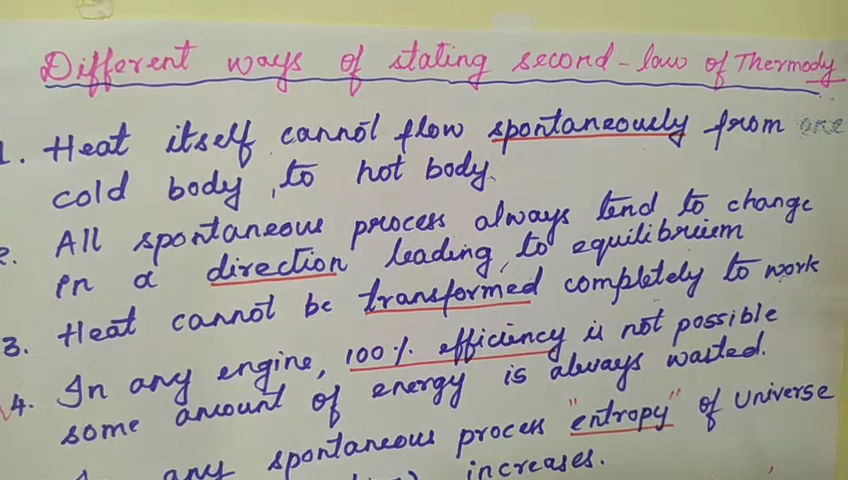 Different ways of stating second-law of Thermody
1. Heat itself cannot flow spontaneously from one
cold body, to hot body.
2. All spontaneous process always tend to change
in a direction leading to equilibrium
3. Heat cannot be transformed completely to work
4. In any engine, 100% efficiency is not possible
some amount of energy is always wasted.
any spontaneous process "entropy" of Universe
increases.